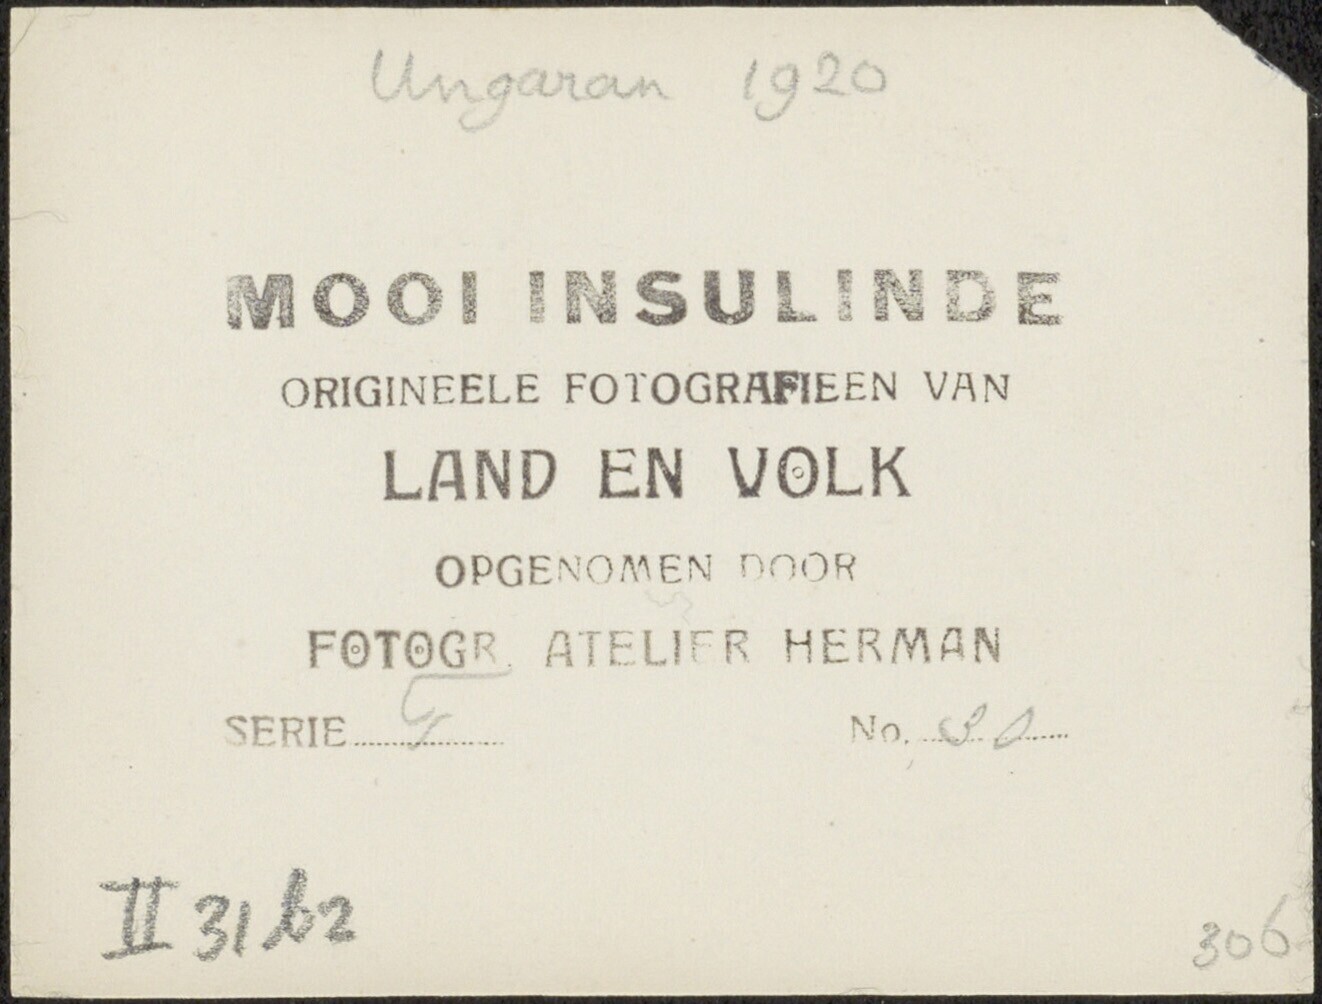 Ungaran 1920
MOOI INSULINDE
ORIGINEELE FOTOGRAFIEEN VAN
LAND EN VOLK
OPGENOMEN DOOR
FOTOGR. ATELIER HERMAN
SERIE F No. 30
II 31 b2
306